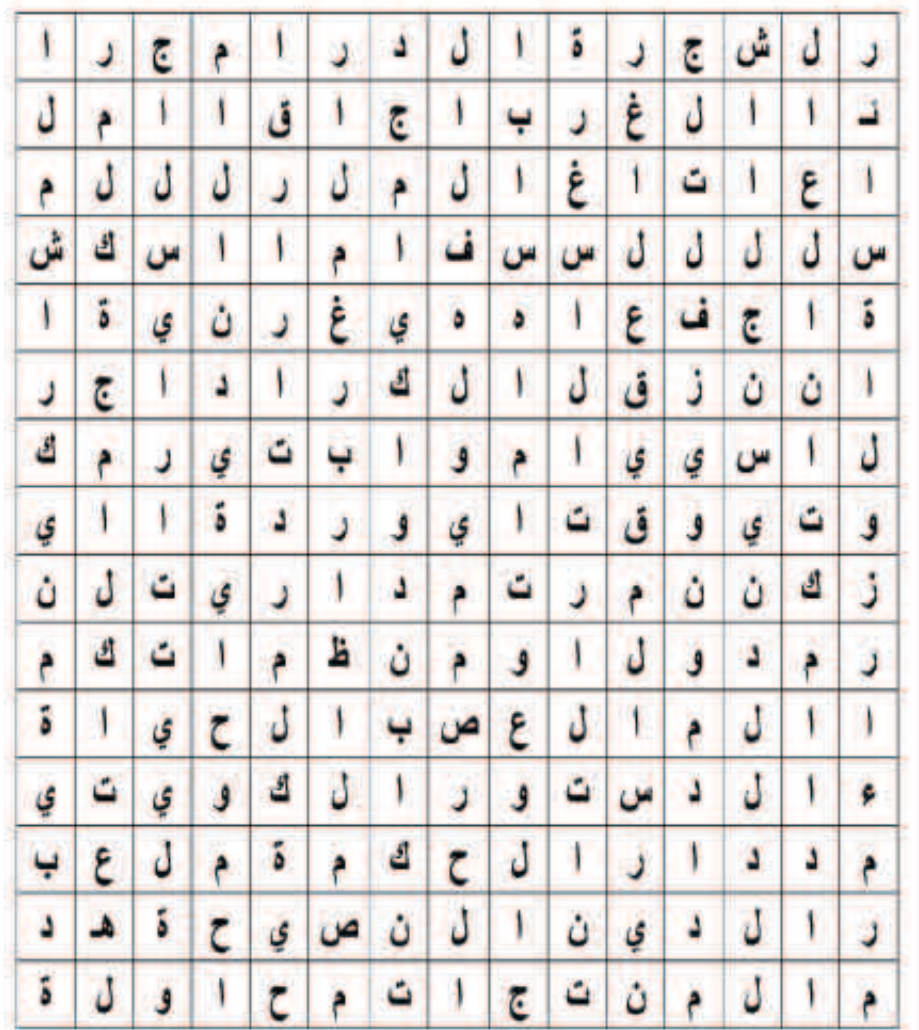 ر ل ش ج ر ة ا ل د ر ا م ج ر ا
ن ا ا ل غ ر ب ا ج ا ق ا ا م ل
ا ع ا ت ا غ ا ل م ل ر ل ل ل م
س ل ل ل ل س س ف ا م ا ا س ك ش
ة ا ج ف ع ا ه ه ي غ ر ن ي ة ا
ا ن ن ز ق ل ا ل ك ر ا د ا ج ر
ل ا س ي ي ا م و ا ب ت ي ر م ك
و ت ي و ق ت ا ي و ر د ة ا ا ي
ز ك ن ن م ر ت م د ا ر ي ت ل ن
ر م د و ل ا و م ن ظ م ا ت ك م
ا ا ل م ا ل ع ص ب ا ل ح ي ا ة
ء ا ل د س ت و ر ا ل ك و ي ت ي
م د د ا ر ا ل ح ك م ة م ل ع ب
ر ا ل د ي ن ا ل ن ص ي ح ة هـ د
م ا ل م ن ت ج ا ت م ح ا و ل ة